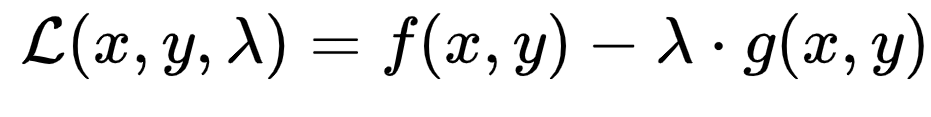 ℒ(x, y, λ) = f(x, y) − λ · g(x, y)